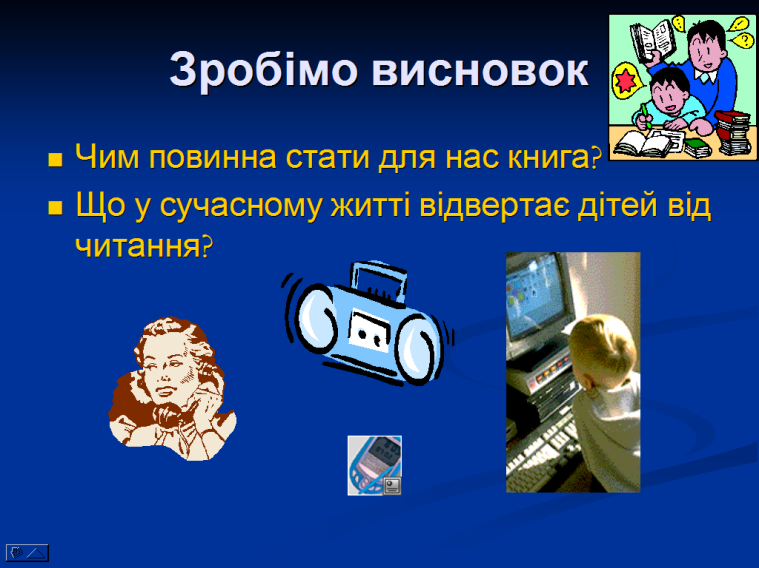 Зробімо висновок
Чим повинна стати для нас книга?
Що у сучасному житті відвертає дітей від
читання?